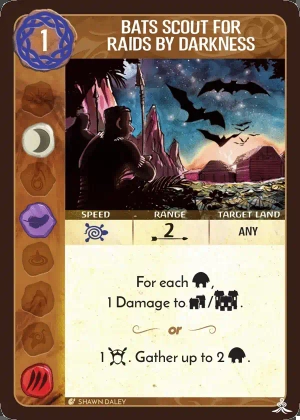 1
BATS SCOUT FOR
RAIDS BY DARKNESS
SPEED
RANGE
TARGET LAND
2
ANY
For each ,
1 Damage to / .
or
1 . Gather up to 2 .
SHAWN DALEY